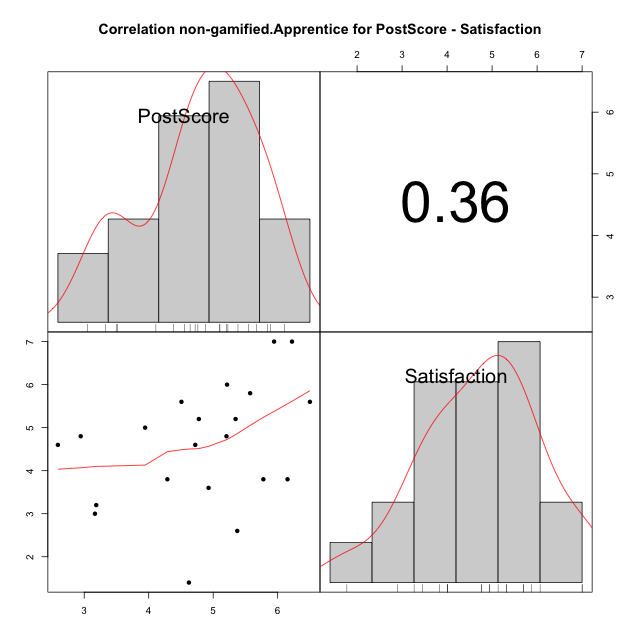 Correlation non-gamified.Apprentice for PostScore - Satisfaction
2 3 4 5 6 7
PostScore
0.36
6
5
4
3
7
6
5
4
3
2
Satisfaction
3 4 5 6